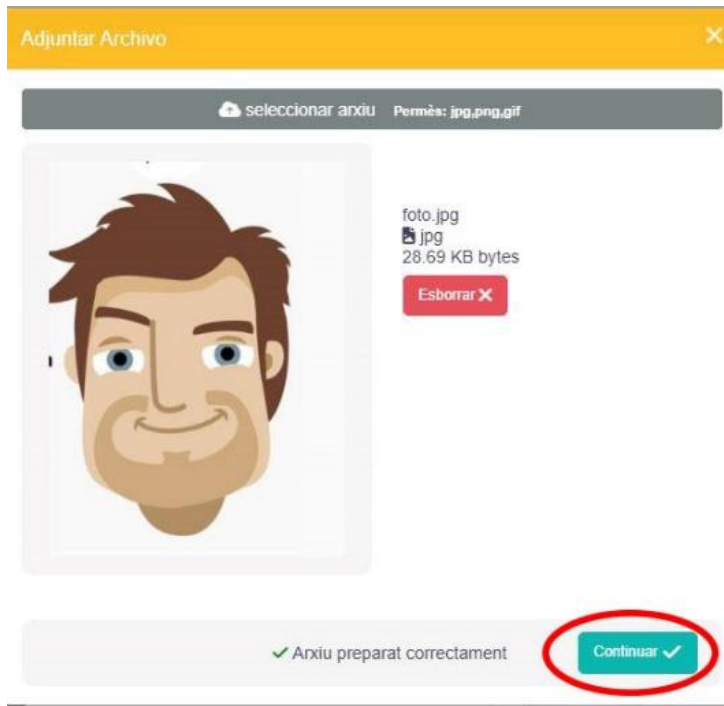 Adjuntar Archivo
seleccionar arxiu Permès: jpg,png,gif
foto.jpg
jpg
28.69 KB bytes
Esborrar
Arxiu preparat correctament
Continuar